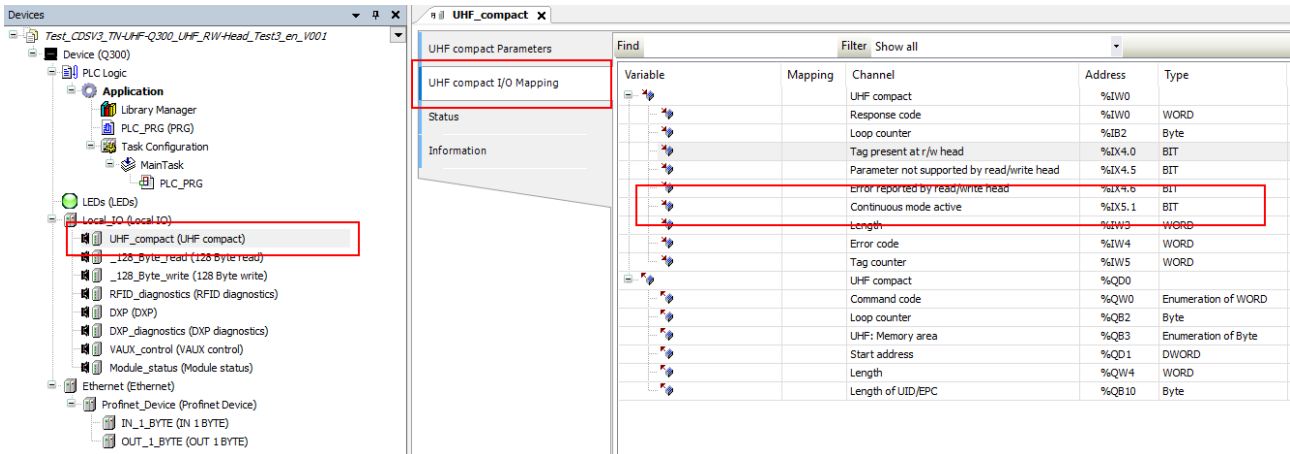 Devices
Test_CDSV3_TN-UHF-Q300_UHF_RW-Head_Test3_en_V001
Device (Q300)
PLC Logic
Application
Library Manager
PLC_PRG (PRG)
Task Configuration
MainTask
PLC_PRG
LEDs (LEDs)
Local_IO (Local IO)
UHF_compact (UHF compact)
_128_Byte_read (128 Byte read)
_128_Byte_write (128 Byte write)
RFID_diagnostics (RFID diagnostics)
DXP (DXP)
DXP_diagnostics (DXP diagnostics)
VAUX_control (VAUX control)
Module_status (Module status)
Ethernet (Ethernet)
Profinet_Device (Profinet Device)
IN_1_BYTE (IN 1 BYTE)
OUT_1_BYTE (OUT 1 BYTE)
UHF_compact X
UHF compact Parameters
UHF compact I/O Mapping
Status
Information
Find Filter Show all
Variable Mapping Channel Address Type
UHF compact %IW0
Response code %IW0 WORD
Loop counter %IB2 Byte
Tag present at r/w head %IX4.0 BIT
Parameter not supported by read/write head %IX4.5 BIT
Error reported by read/write head %IX4.6 BIT
Continuous mode active %IX5.1 BIT
Length %IW3 WORD
Error code %IW4 WORD
Tag counter %IW5 WORD
UHF compact %QD0
Command code %QW0 Enumeration of WORD
Loop counter %QB2 Byte
UHF: Memory area %QB3 Enumeration of Byte
Start address %QD1 DWORD
Length %QW4 WORD
Length of UID/EPC %QB10 Byte